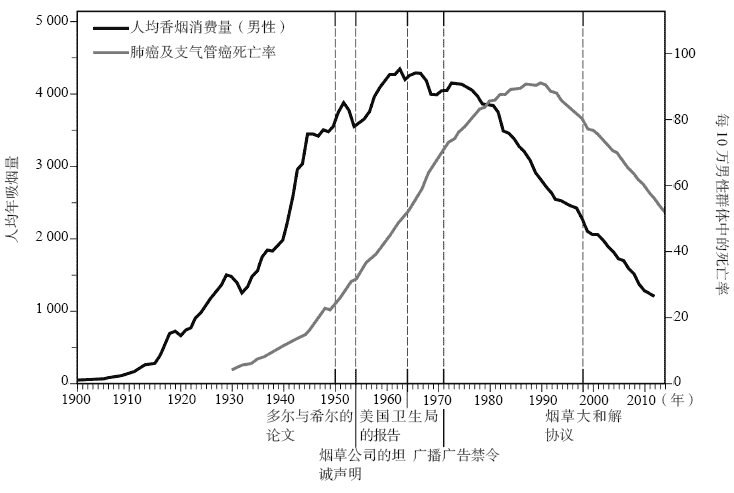 5 000
4 000
3 000
2 000
1 000
0
人均年吸烟量
人均香烟消费量（男性）
肺癌及支气管癌死亡率
100
80
60
40
20
0
每10万男性群体中的死亡率
1900 1910 1920 1930 1940 1950 1960 1970 1980 1990 2000 2010（年）
多尔与希尔的
论文
美国卫生局
的报告
烟草大和解
协议
烟草公司的坦
诚声明
广播广告禁令